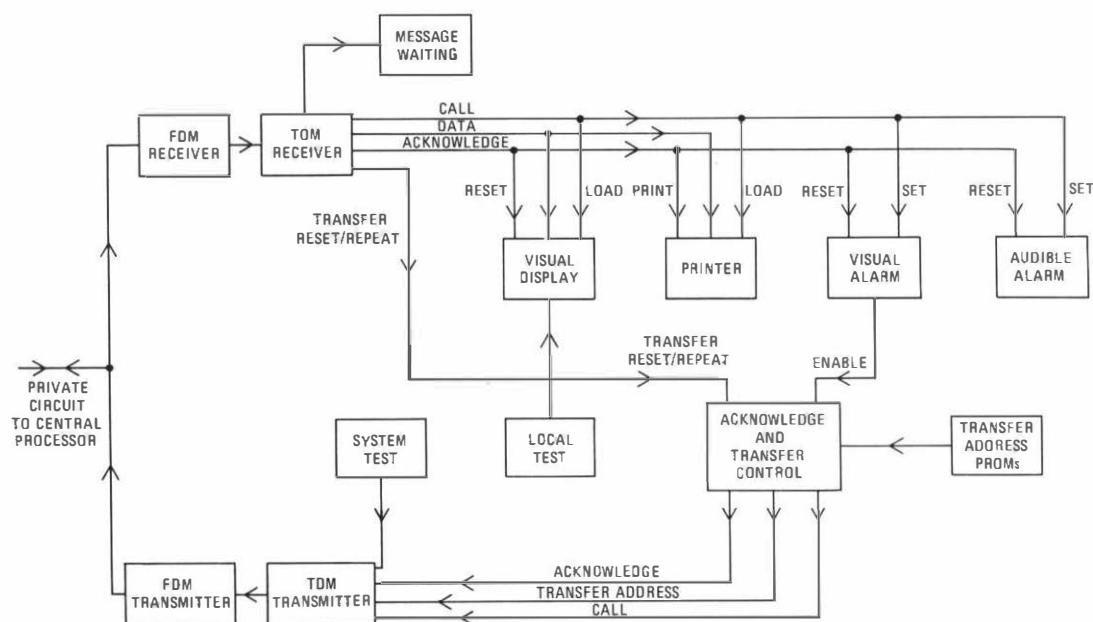 MESSAGE
WAITING
FDM
RECEIVER
TDM
RECEIVER
CALL
DATA
ACKNOWLEDGE
RESET
LOAD
PRINT
LOAD
RESET
SET
RESET
SET
TRANSFER
RESET/REPEAT
VISUAL
DISPLAY
PRINTER
VISUAL
ALARM
AUDIBLE
ALARM
TRANSFER
RESET/REPEAT
ENABLE
PRIVATE
CIRCUIT
TO CENTRAL
PROCESSOR
SYSTEM
TEST
LOCAL
TEST
ACKNOWLEDGE
AND
TRANSFER
CONTROL
TRANSFER
ADDRESS
PROMs
FDM
TRANSMITTER
TDM
TRANSMITTER
ACKNOWLEDGE
TRANSFER ADDRESS
CALL